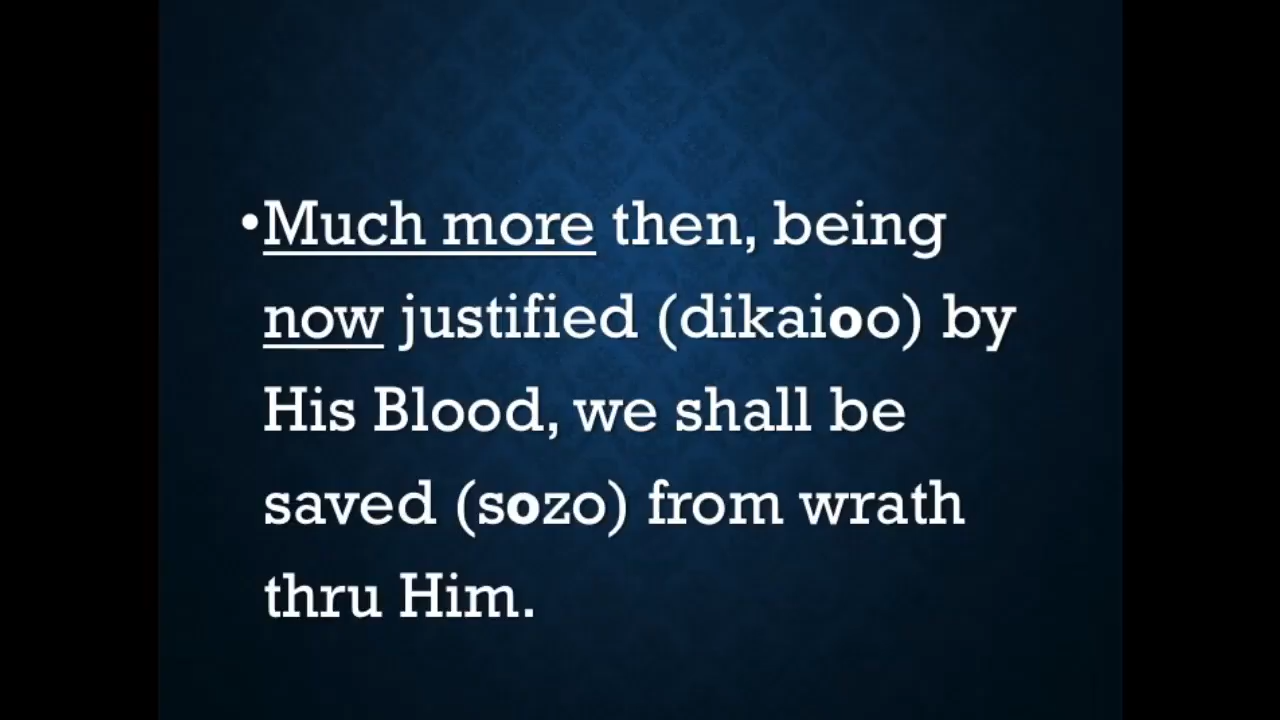 •Much more then, being
now justified (dikaioo) by
His Blood, we shall be
saved (sozo) from wrath
thru Him.